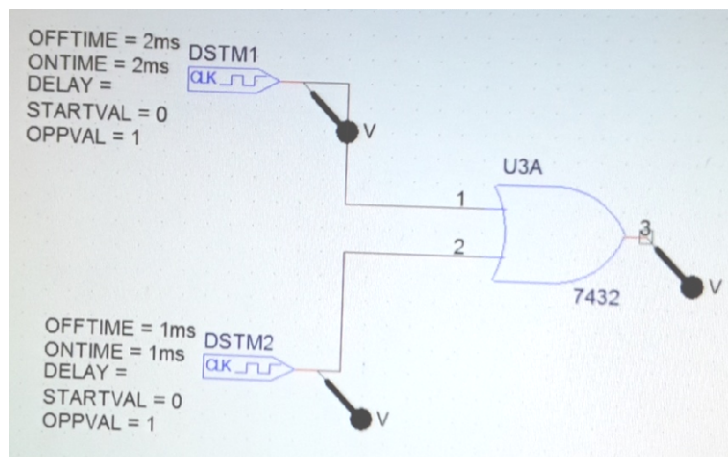 OFFTIME = 2ms
ONTIME = 2ms
DELAY =
STARTVAL = 0
OPPVAL = 1
DSTM1
CLK
V
U3A
1
2
3
7432
V
OFFTIME = 1ms
ONTIME = 1ms
DELAY =
STARTVAL = 0
OPPVAL = 1
DSTM2
CLK
V